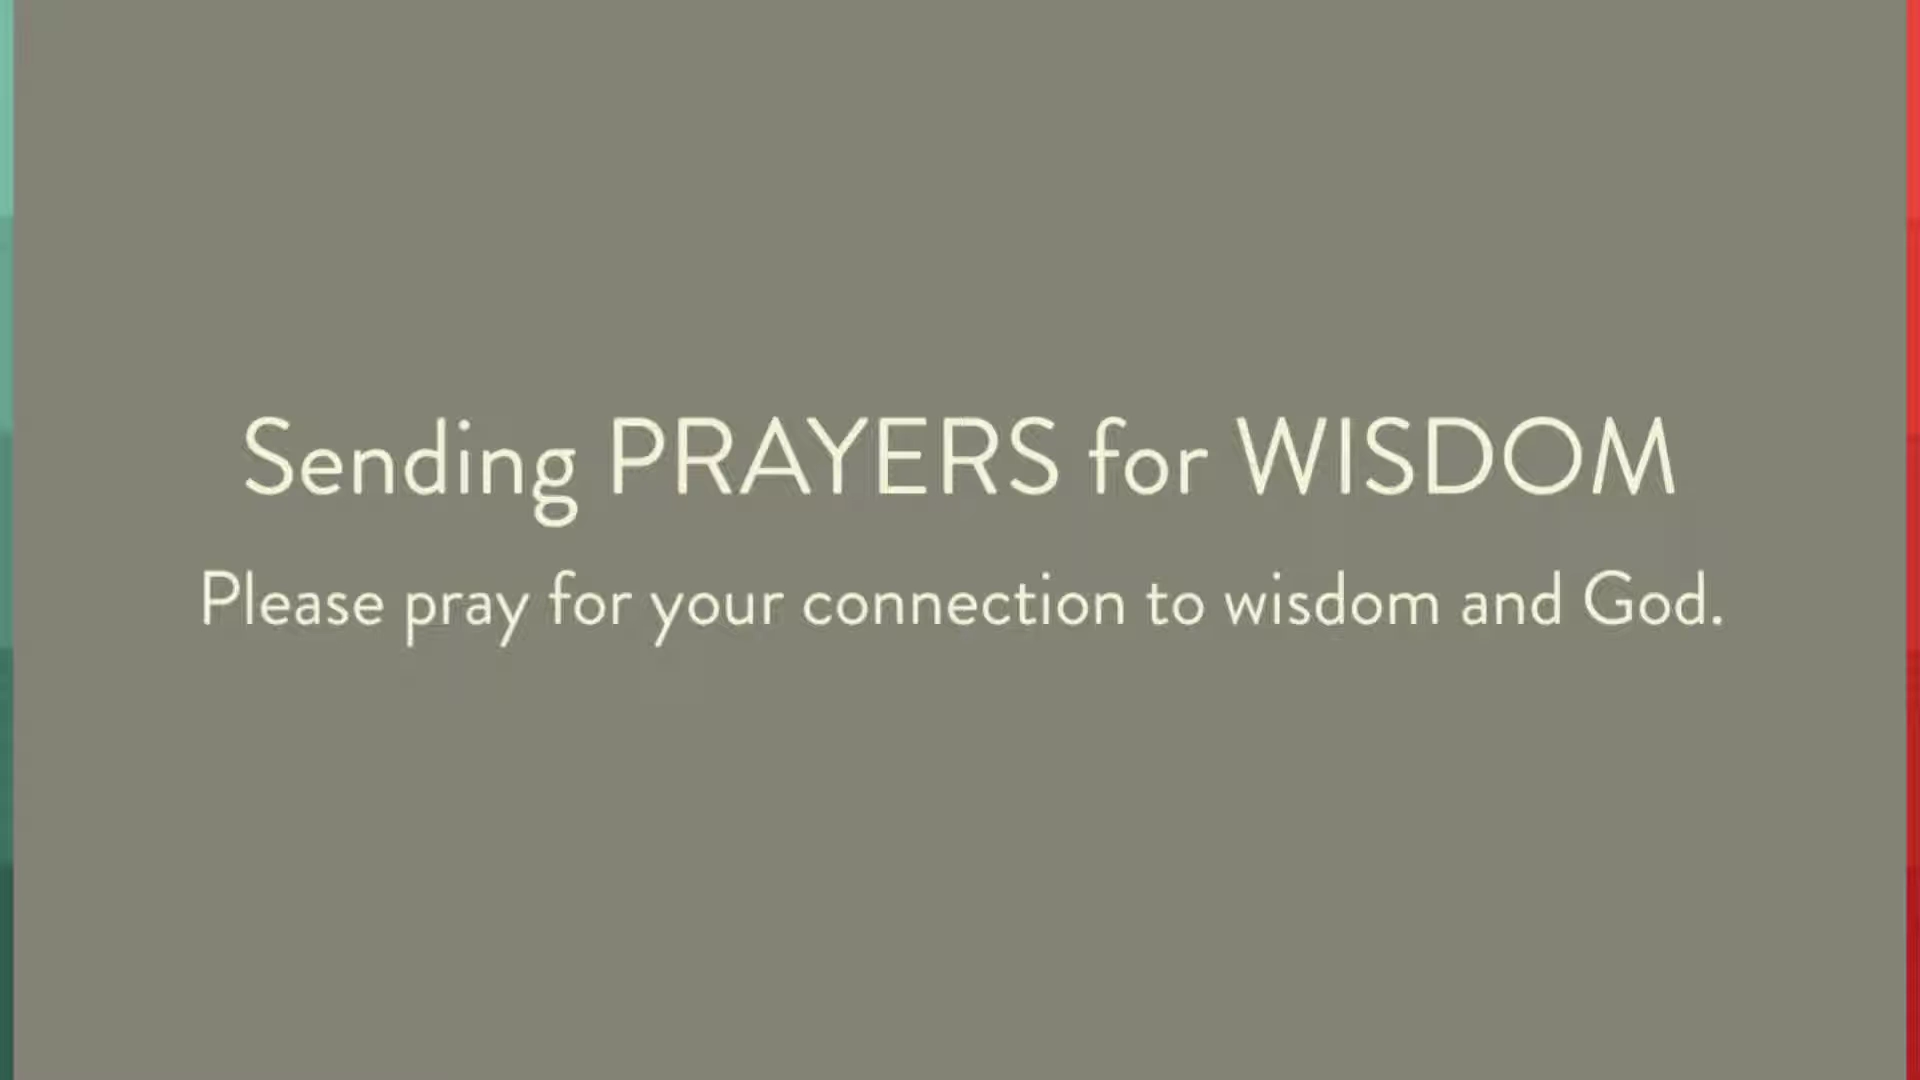 Sending PRAYERS for WISDOM
Please pray for your connection to wisdom and God.